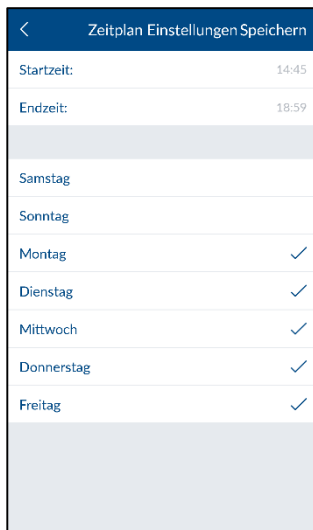 Zeitplan Einstellungen Speichern
Startzeit: 14:45
Endzeit: 18:59
Samstag
Sonntag
Montag
Dienstag
Mittwoch
Donnerstag
Freitag